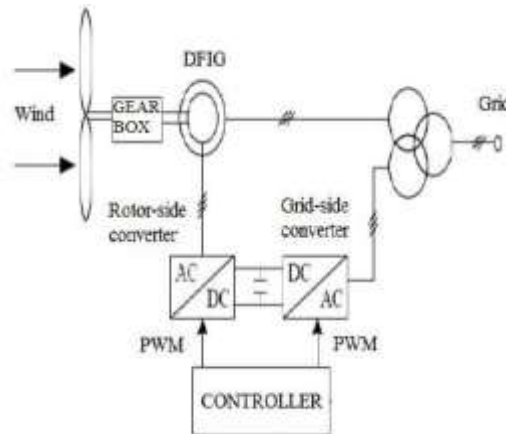 DFIG
Grid
Wind
GEAR
BOX
Rotor-side
converter
Grid-side
converter
AC
DC
DC
AC
PWM
PWM
CONTROLLER